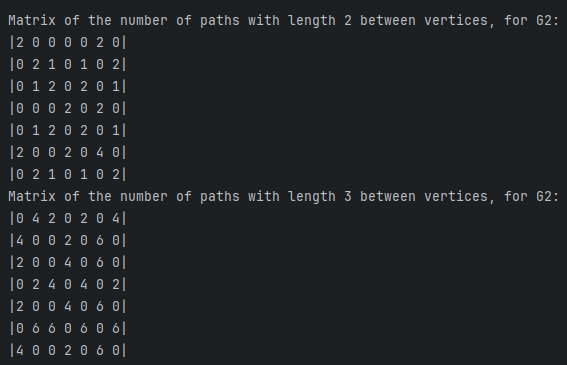 Matrix of the number of paths with length 2 between vertices, for G2:
|2 0 0 0 0 2 0|
|0 2 1 0 1 0 2|
|0 1 2 0 2 0 1|
|0 0 0 2 0 2 0|
|0 1 2 0 2 0 1|
|2 0 0 2 0 4 0|
|0 2 1 0 1 0 2|
Matrix of the number of paths with length 3 between vertices, for G2:
|0 4 2 0 2 0 4|
|4 0 0 2 0 6 0|
|2 0 0 4 0 6 0|
|0 2 4 0 4 0 2|
|2 0 0 4 0 6 0|
|0 6 6 0 6 0 6|
|4 0 0 2 0 6 0|